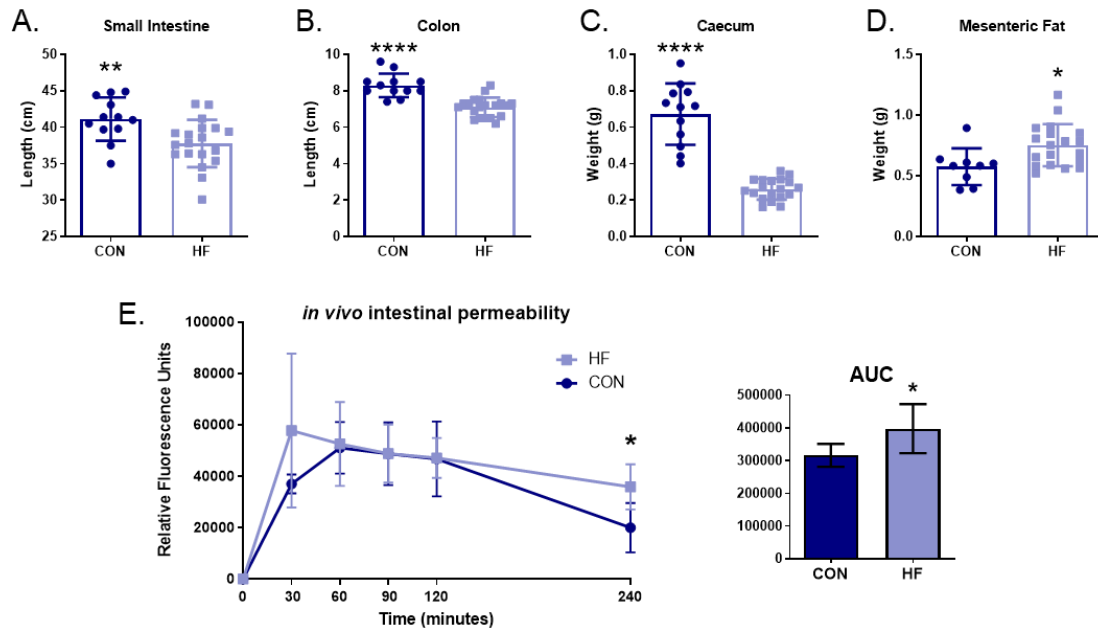 A.
Small Intestine
Length (cm)
50
45
40
35
30
25
**
CON
HF
B.
Colon
Length (cm)
10
8
6
4
2
0
****
CON
HF
C.
Caecum
Weight (g)
1.0
0.8
0.6
0.4
0.2
0.0
****
CON
HF
D.
Mesenteric Fat
Weight (g)
1.5
1.0
0.5
0.0
*
CON
HF
E.
in vivo intestinal permeability
Relative Fluorescence Units
100000
80000
60000
40000
20000
0
HF
CON
*
0 30 60 90 120 240
Time (minutes)
AUC
500000
400000
300000
200000
100000
0
*
CON
HF